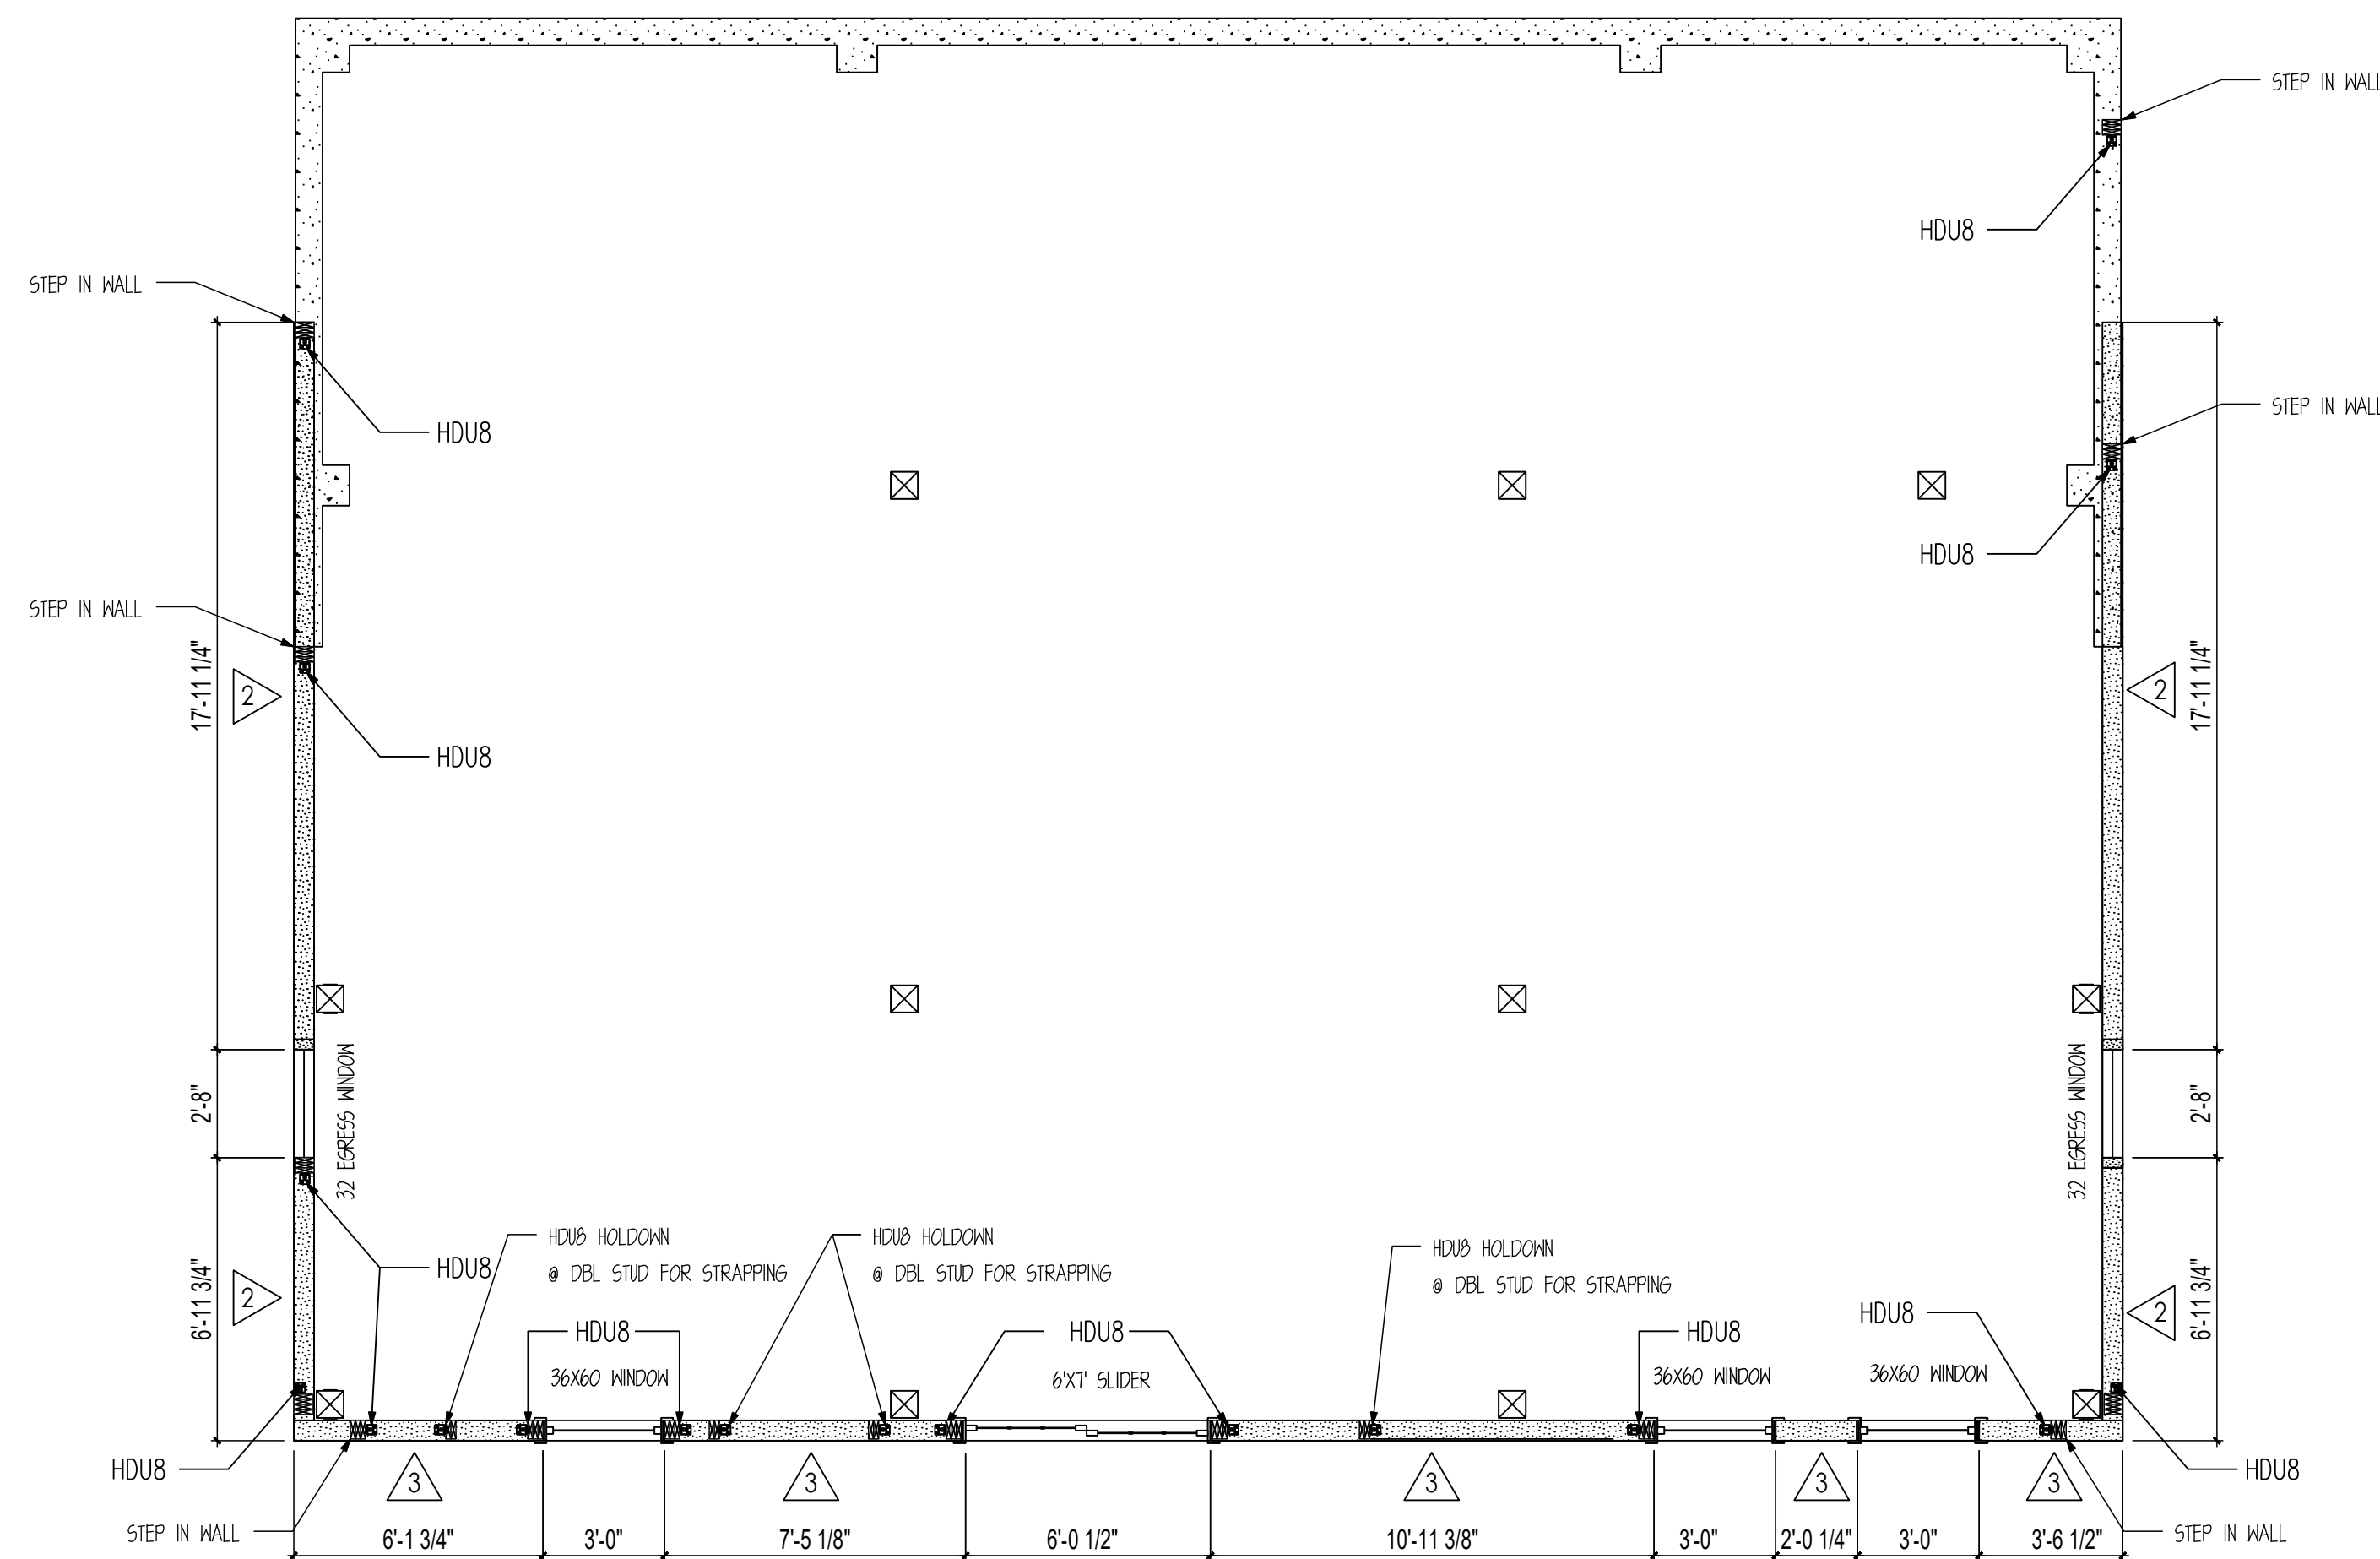 STEP IN WALL
HDU8
STEP IN WALL
STEP IN WALL
HDU8
HDU8
STEP IN WALL
17'-11 1/4"
2
HDU8
2
17'-11 1/4"
2'-8"
32 EGRESS WINDOW
32 EGRESS WINDOW
2'-8"
6'-11 3/4"
2
HDU8
HDU8 HOLDOWN
@ DBL STUD FOR STRAPPING
HDU8 HOLDOWN
@ DBL STUD FOR STRAPPING
HDU8 HOLDOWN
@ DBL STUD FOR STRAPPING
2
6'-11 3/4"
HDU8
36X60 WINDOW
HDU8
6'X7' SLIDER
HDU8
36X60 WINDOW
HDU8
36X60 WINDOW
HDU8
3
3
3
3
3
HDU8
STEP IN WALL
6'-1 3/4"
3'-0"
7'-5 1/8"
6'-0 1/2"
10'-11 3/8"
3'-0"
2'-0 1/4"
3'-0"
3'-6 1/2"
STEP IN WALL